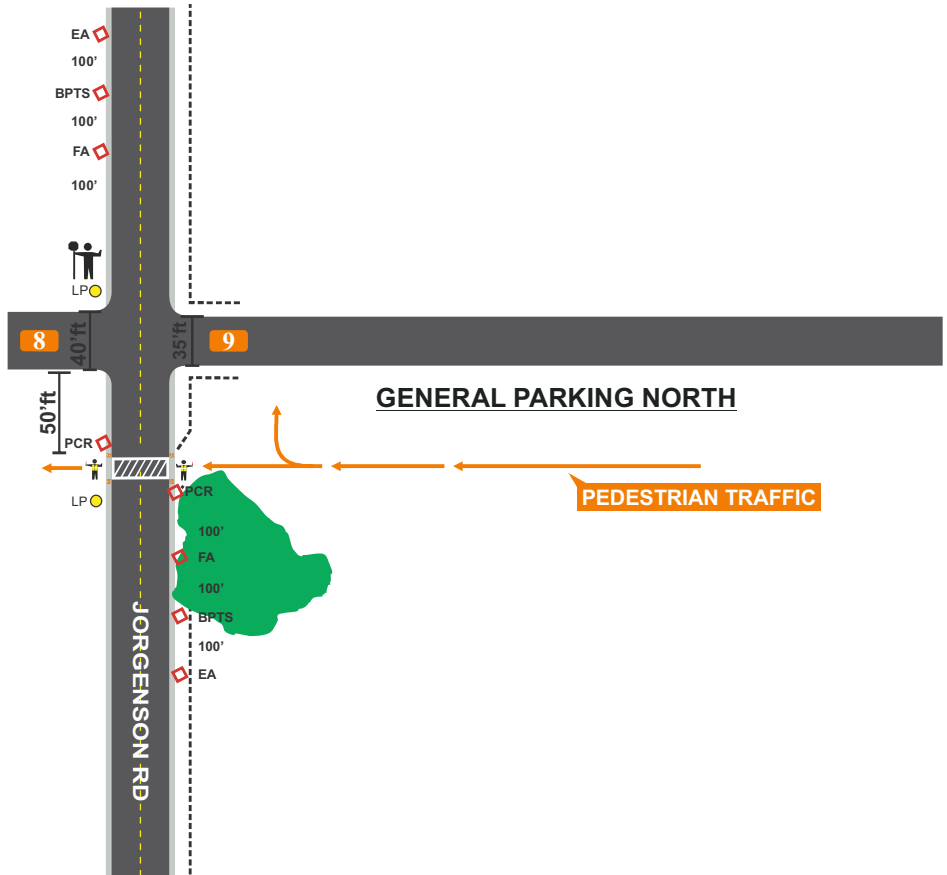 EA
100'
BPTS
100'
FA
100'
LP
8
40'ft
35'ft
9
50'ft
GENERAL PARKING NORTH
PCR
LP
PCR
PEDESTRIAN TRAFFIC
100'
FA
100'
BPTS
100'
EA
JORGENSON RD